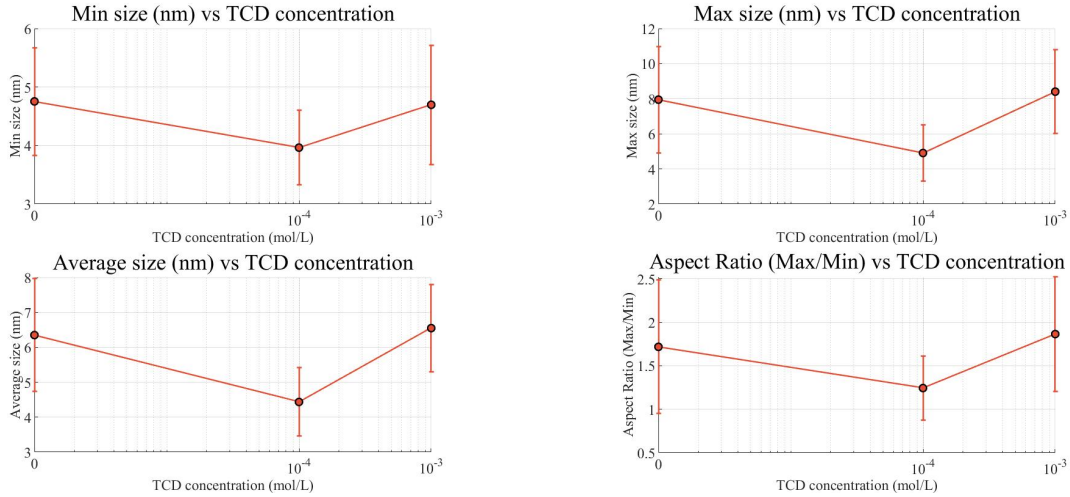 Min size (nm) vs TCD concentration
6
5
4
3
Min size (nm)
0
10⁻⁴
10⁻³
TCD concentration (mol/L)
Max size (nm) vs TCD concentration
12
10
8
6
4
2
Max size (nm)
0
10⁻⁴
10⁻³
TCD concentration (mol/L)
Average size (nm) vs TCD concentration
8
7
6
5
4
3
Average size (nm)
0
10⁻⁴
10⁻³
TCD concentration (mol/L)
Aspect Ratio (Max/Min) vs TCD concentration
2.5
2
1.5
1
0.5
Aspect Ratio (Max/Min)
0
10⁻⁴
10⁻³
TCD concentration (mol/L)